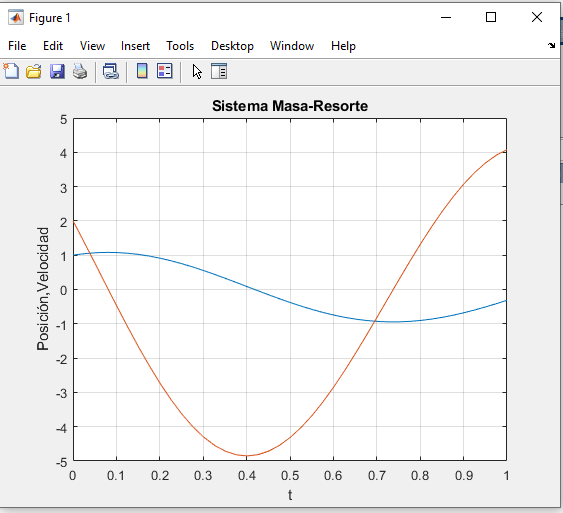 Figure 1
File Edit View Insert Tools Desktop Window Help
Sistema Masa-Resorte
Posición,Velocidad
5
4
3
2
1
0
-1
-2
-3
-4
-5
0 0.1 0.2 0.3 0.4 0.5 0.6 0.7 0.8 0.9 1
t